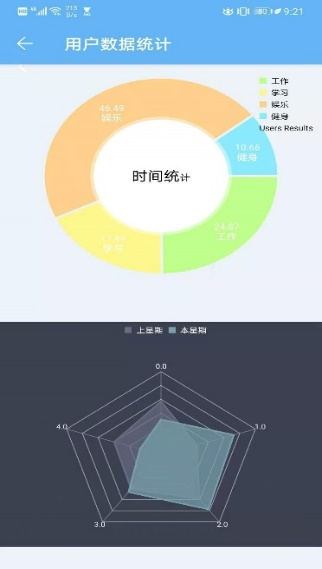 9:21
用户数据统计
工作
学习
娱乐
健身
Users Results
46.49
娱乐
10.66
健身
时间统计
24.87
工作
学习
上星期 本星期
0.0
4.0 1.0
3.0 2.0